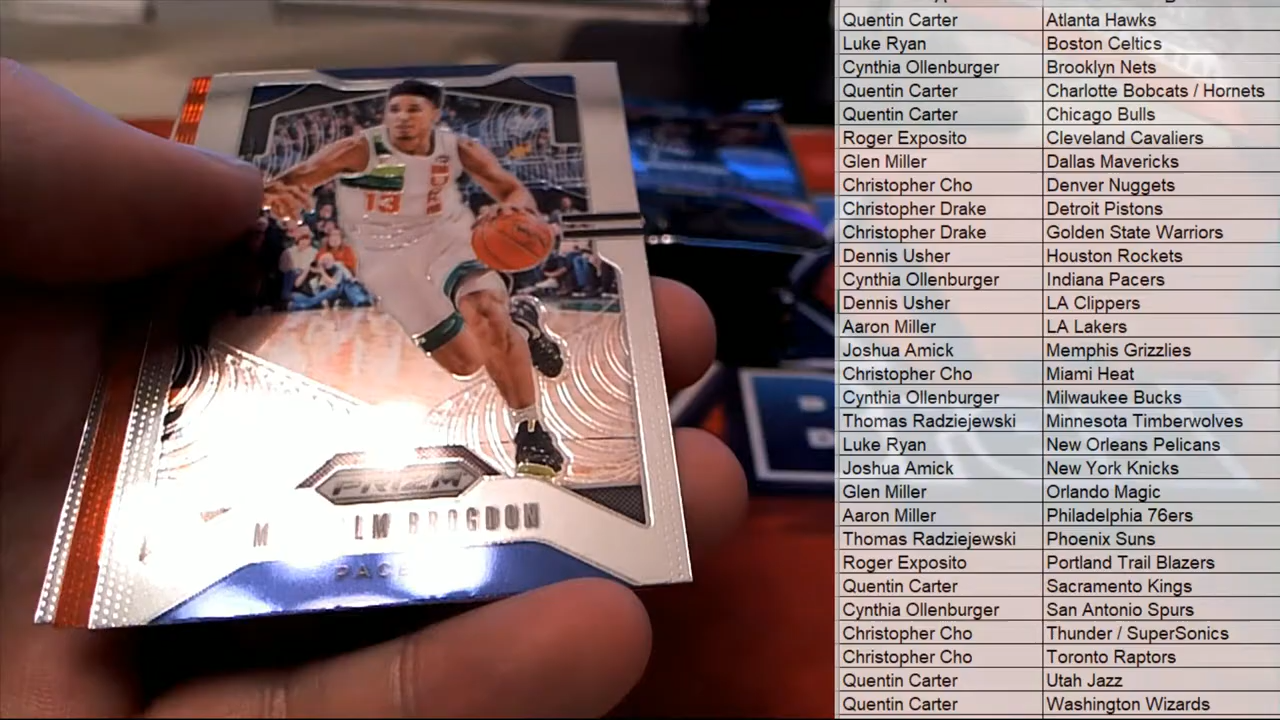 13
PRIZM
M LM BROGDON
PACE
Quentin Carter Atlanta Hawks
Luke Ryan Boston Celtics
Cynthia Ollenburger Brooklyn Nets
Quentin Carter Charlotte Bobcats / Hornets
Quentin Carter Chicago Bulls
Roger Exposito Cleveland Cavaliers
Glen Miller Dallas Mavericks
Christopher Cho Denver Nuggets
Christopher Drake Detroit Pistons
Christopher Drake Golden State Warriors
Dennis Usher Houston Rockets
Cynthia Ollenburger Indiana Pacers
Dennis Usher LA Clippers
Aaron Miller LA Lakers
Joshua Amick Memphis Grizzlies
Christopher Cho Miami Heat
Cynthia Ollenburger Milwaukee Bucks
Thomas Radziejewski Minnesota Timberwolves
Luke Ryan New Orleans Pelicans
Joshua Amick New York Knicks
Glen Miller Orlando Magic
Aaron Miller Philadelphia 76ers
Thomas Radziejewski Phoenix Suns
Roger Exposito Portland Trail Blazers
Quentin Carter Sacramento Kings
Cynthia Ollenburger San Antonio Spurs
Christopher Cho Thunder / SuperSonics
Christopher Cho Toronto Raptors
Quentin Carter Utah Jazz
Quentin Carter Washington Wizards